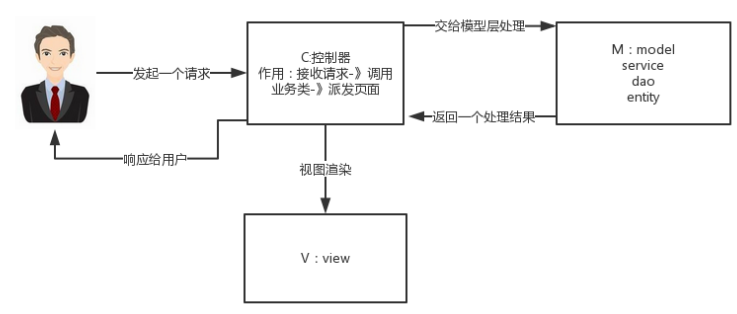 发起一个请求
C:控制器
作用：接收请求-》调用
业务类-》派发页面
交给模型层处理
M：model
service
dao
entity
返回一个处理结果
响应给用户
视图渲染
V：view